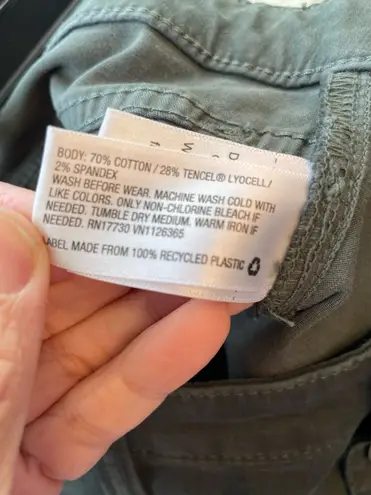 BODY: 70% COTTON / 28% TENCEL® LYOCELL/
2% SPANDEX
WASH BEFORE WEAR. MACHINE WASH COLD WITH
LIKE COLORS. ONLY NON-CHLORINE BLEACH IF
NEEDED. TUMBLE DRY MEDIUM. WARM IRON IF
NEEDED. RN17730 VN1126365
LABEL MADE FROM 100% RECYCLED PLASTIC